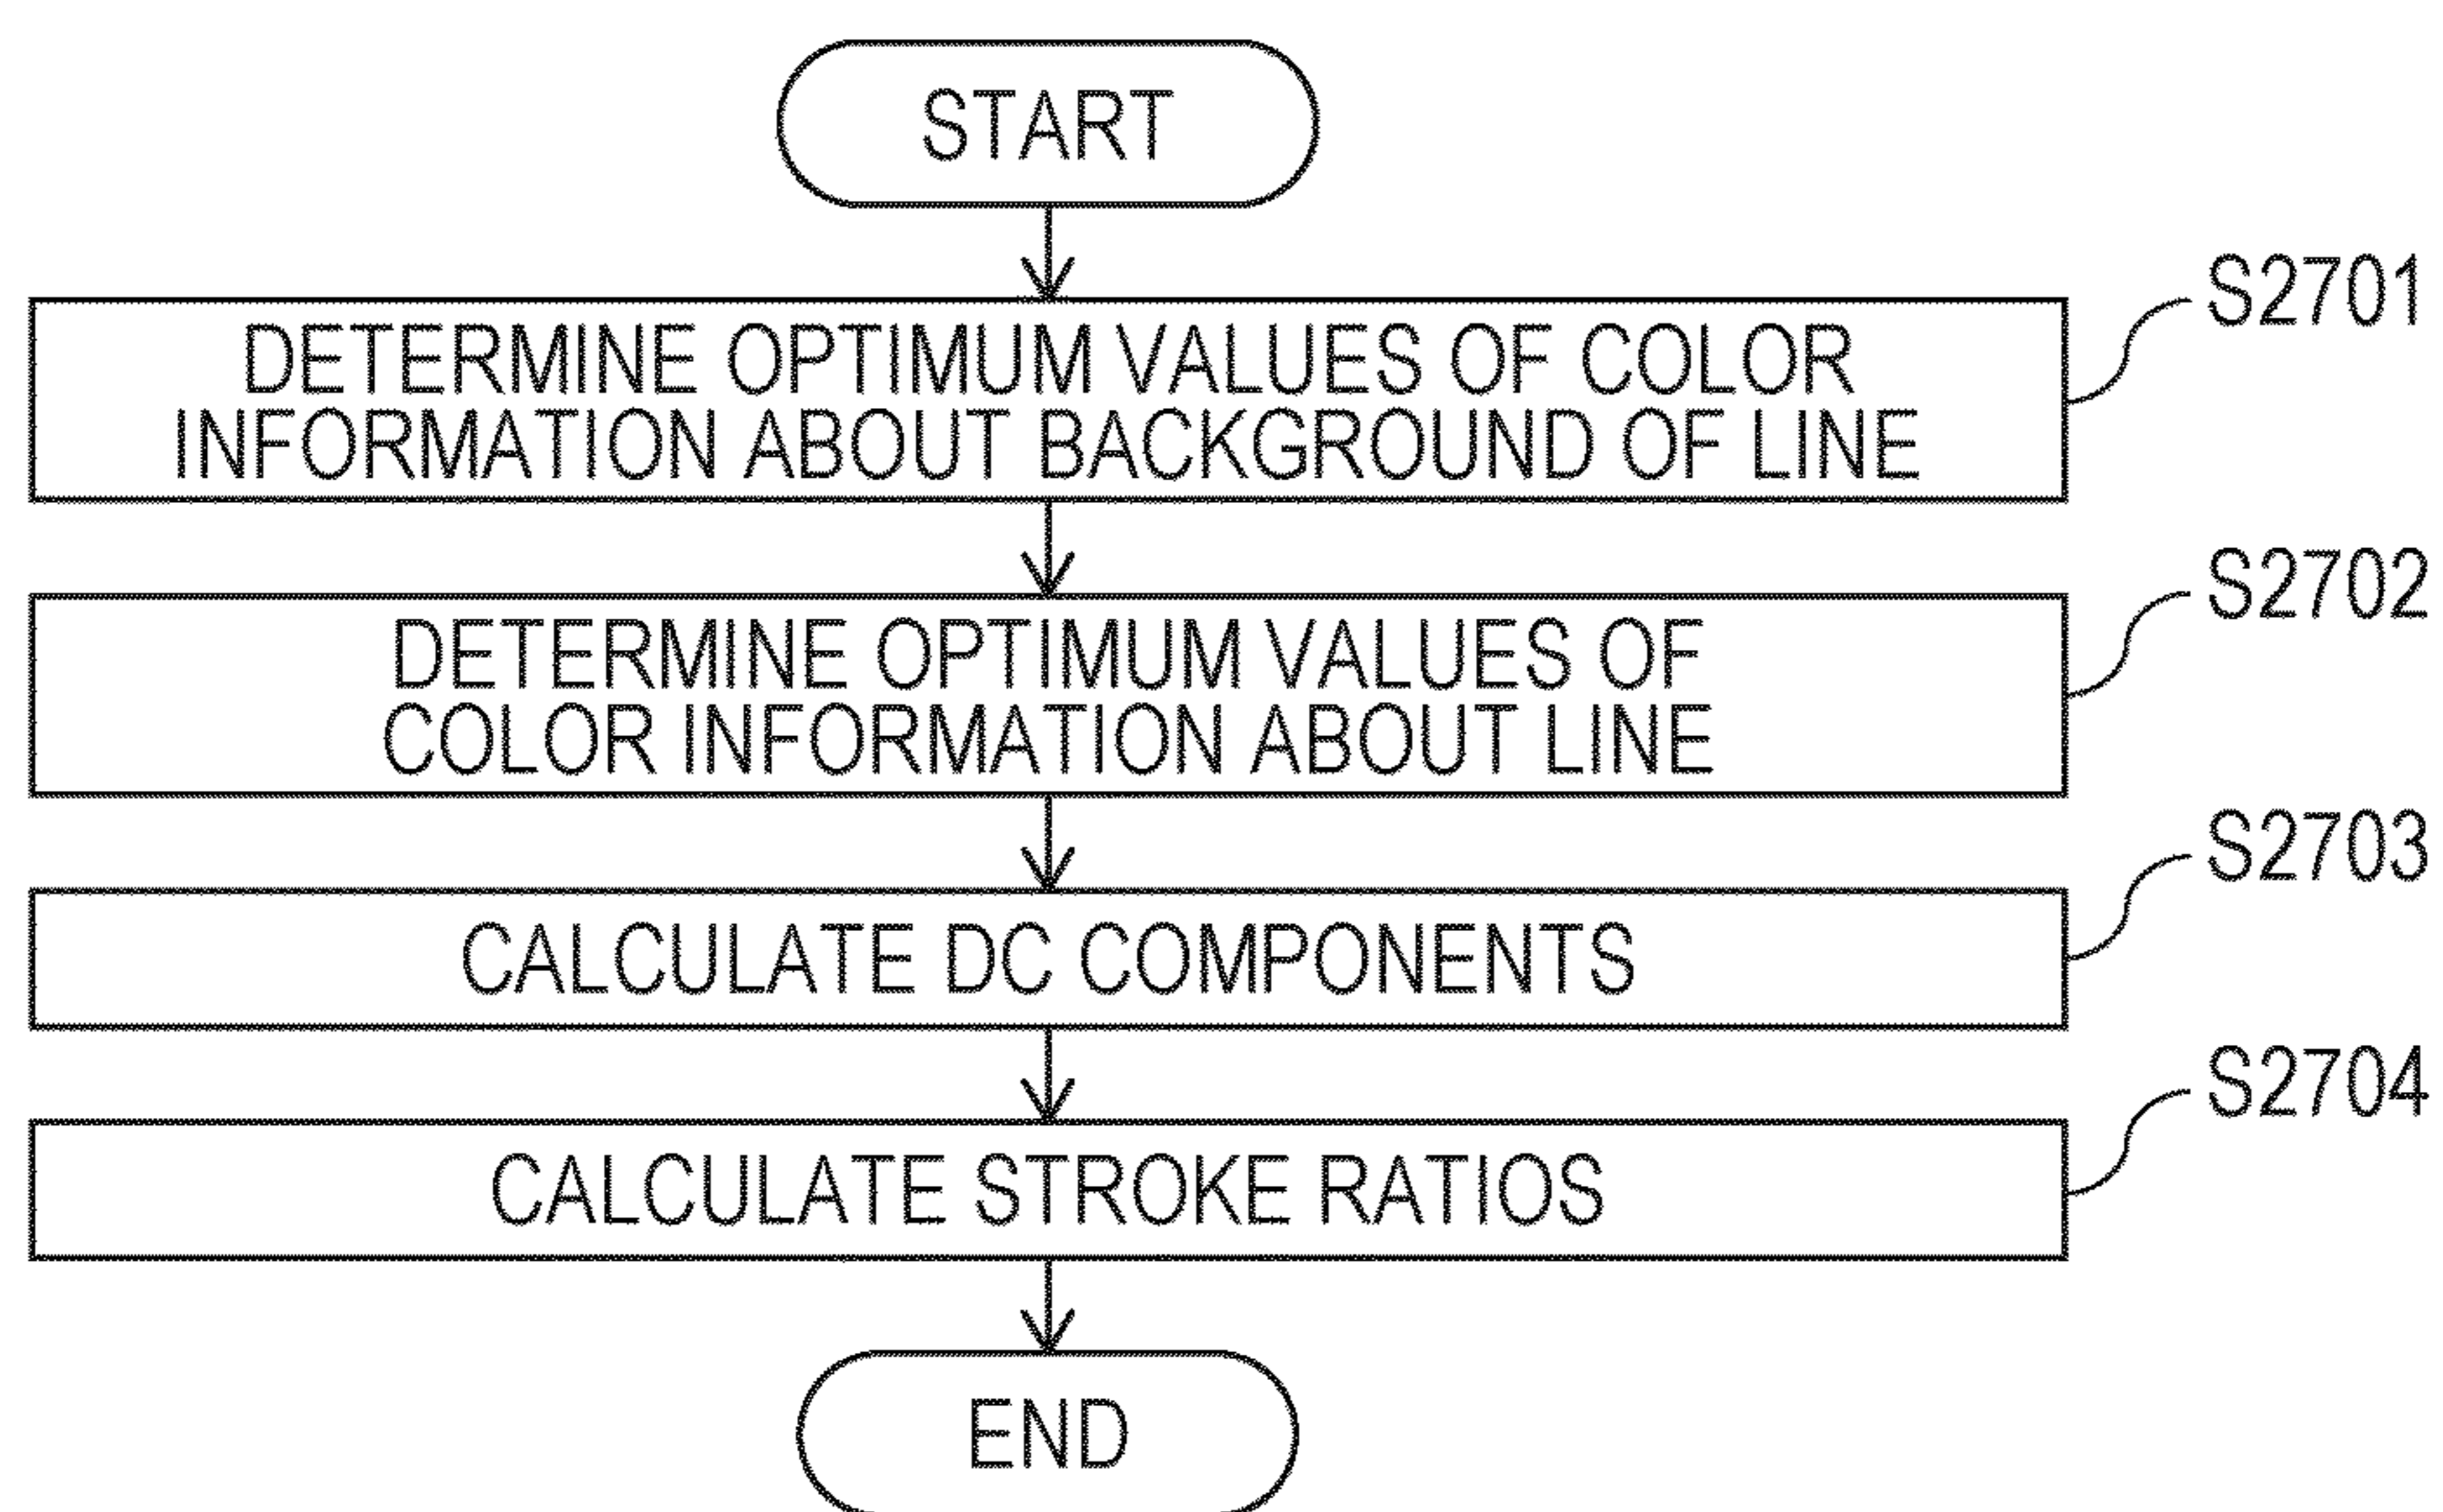 START
S2701
DETERMINE OPTIMUM VALUES OF COLOR
INFORMATION ABOUT BACKGROUND OF LINE
S2702
DETERMINE OPTIMUM VALUES OF
COLOR INFORMATION ABOUT LINE
S2703
CALCULATE DC COMPONENTS
S2704
CALCULATE STROKE RATIOS
END